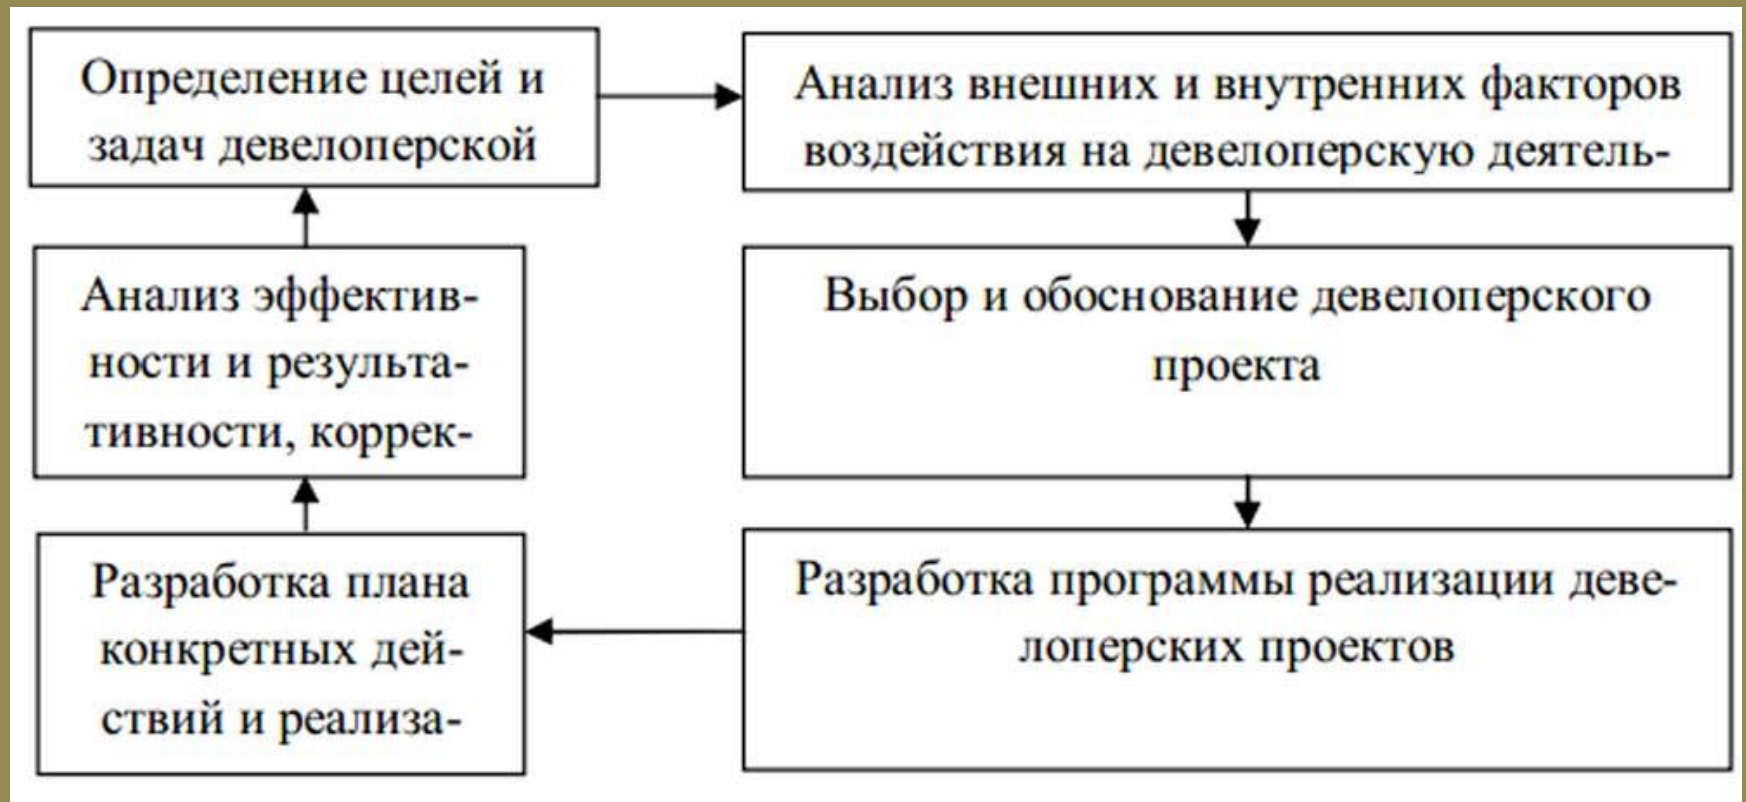 Определение целей и
задач девелоперской
Анализ внешних и внутренних факторов
воздействия на девелоперскую деятель-
Выбор и обоснование девелоперского
проекта
Разработка программы реализации деве-
лоперских проектов
Разработка плана
конкретных дей-
ствий и реализа-
Анализ эффектив-
ности и результа-
тивности, коррек-